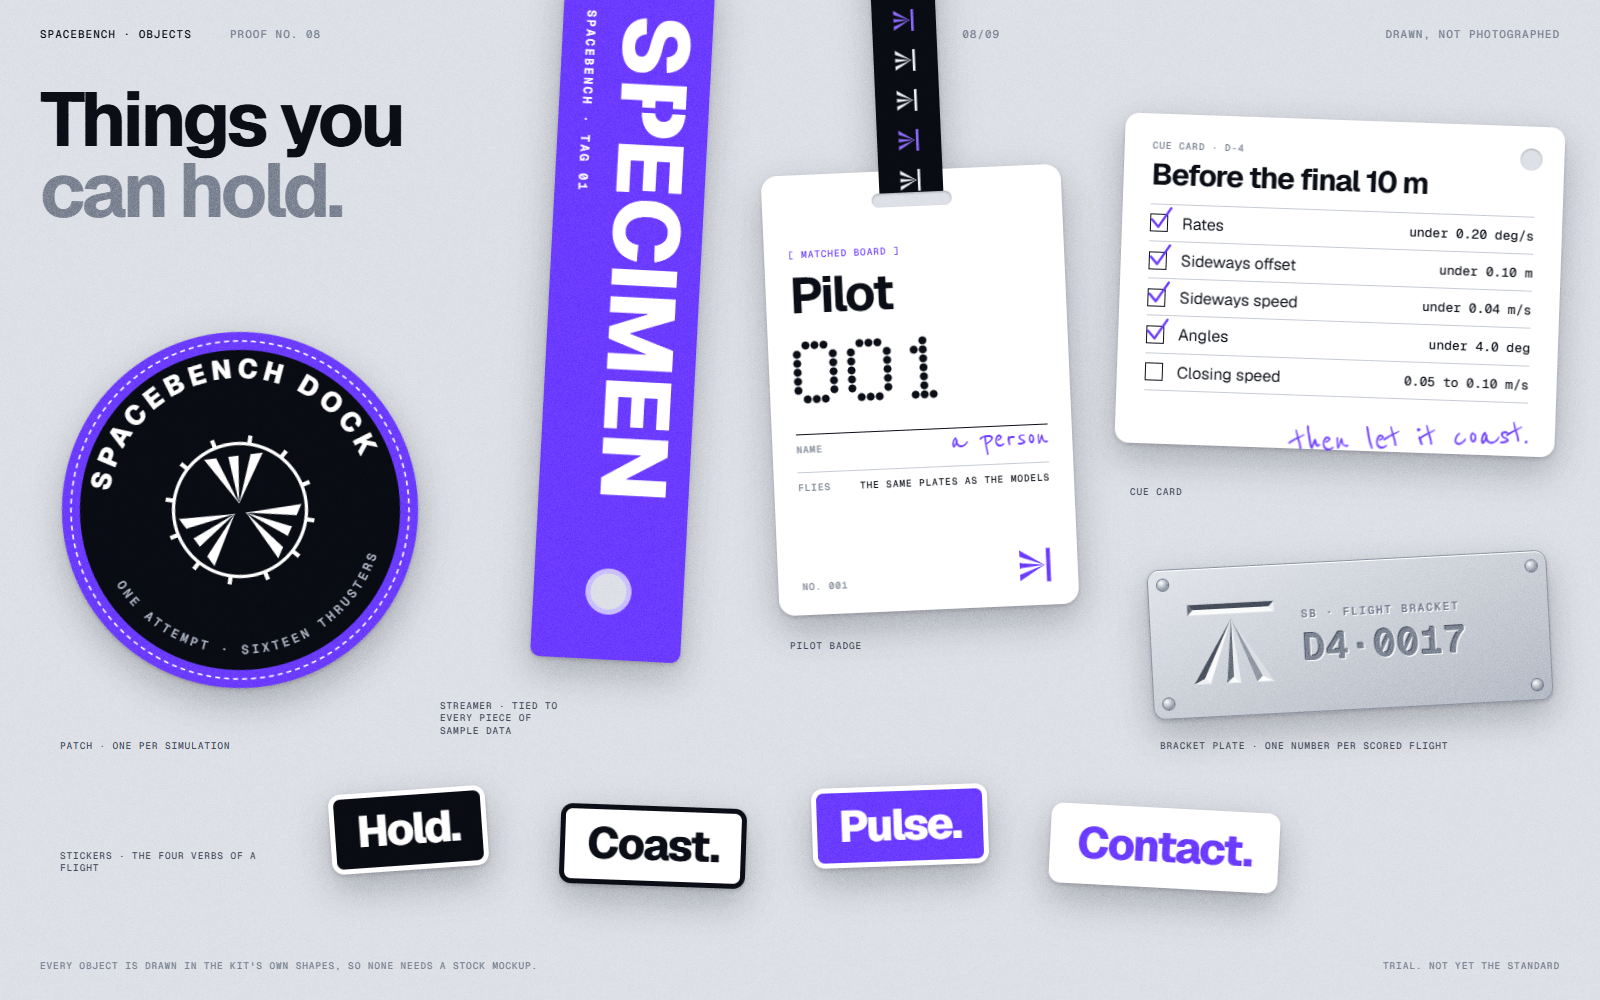 SPACEBENCH · OBJECTS
PROOF NO. 08
08/09
DRAWN, NOT PHOTOGRAPHED
Things you
can hold.
SPACEBENCH DOCK
ONE ATTEMPT · SIXTEEN THRUSTERS
PATCH · ONE PER SIMULATION
SPECIMEN
SPACEBENCH · TAG 01
STREAMER · TIED TO
EVERY PIECE OF
SAMPLE DATA
[ MATCHED BOARD ]
Pilot
001
NAME a person
FLIES THE SAME PLATES AS THE MODELS
NO. 001
PILOT BADGE
CUE CARD · D-4
Before the final 10 m
Rates under 0.20 deg/s
Sideways offset under 0.10 m
Sideways speed under 0.04 m/s
Angles under 4.0 deg
Closing speed 0.05 to 0.10 m/s
then let it coast.
CUE CARD
SB · FLIGHT BRACKET
D4·0017
BRACKET PLATE · ONE NUMBER PER SCORED FLIGHT
STICKERS · THE FOUR VERBS OF A
FLIGHT
Hold.
Coast.
Pulse.
Contact.
EVERY OBJECT IS DRAWN IN THE KIT'S OWN SHAPES, SO NONE NEEDS A STOCK MOCKUP.
TRIAL. NOT YET THE STANDARD